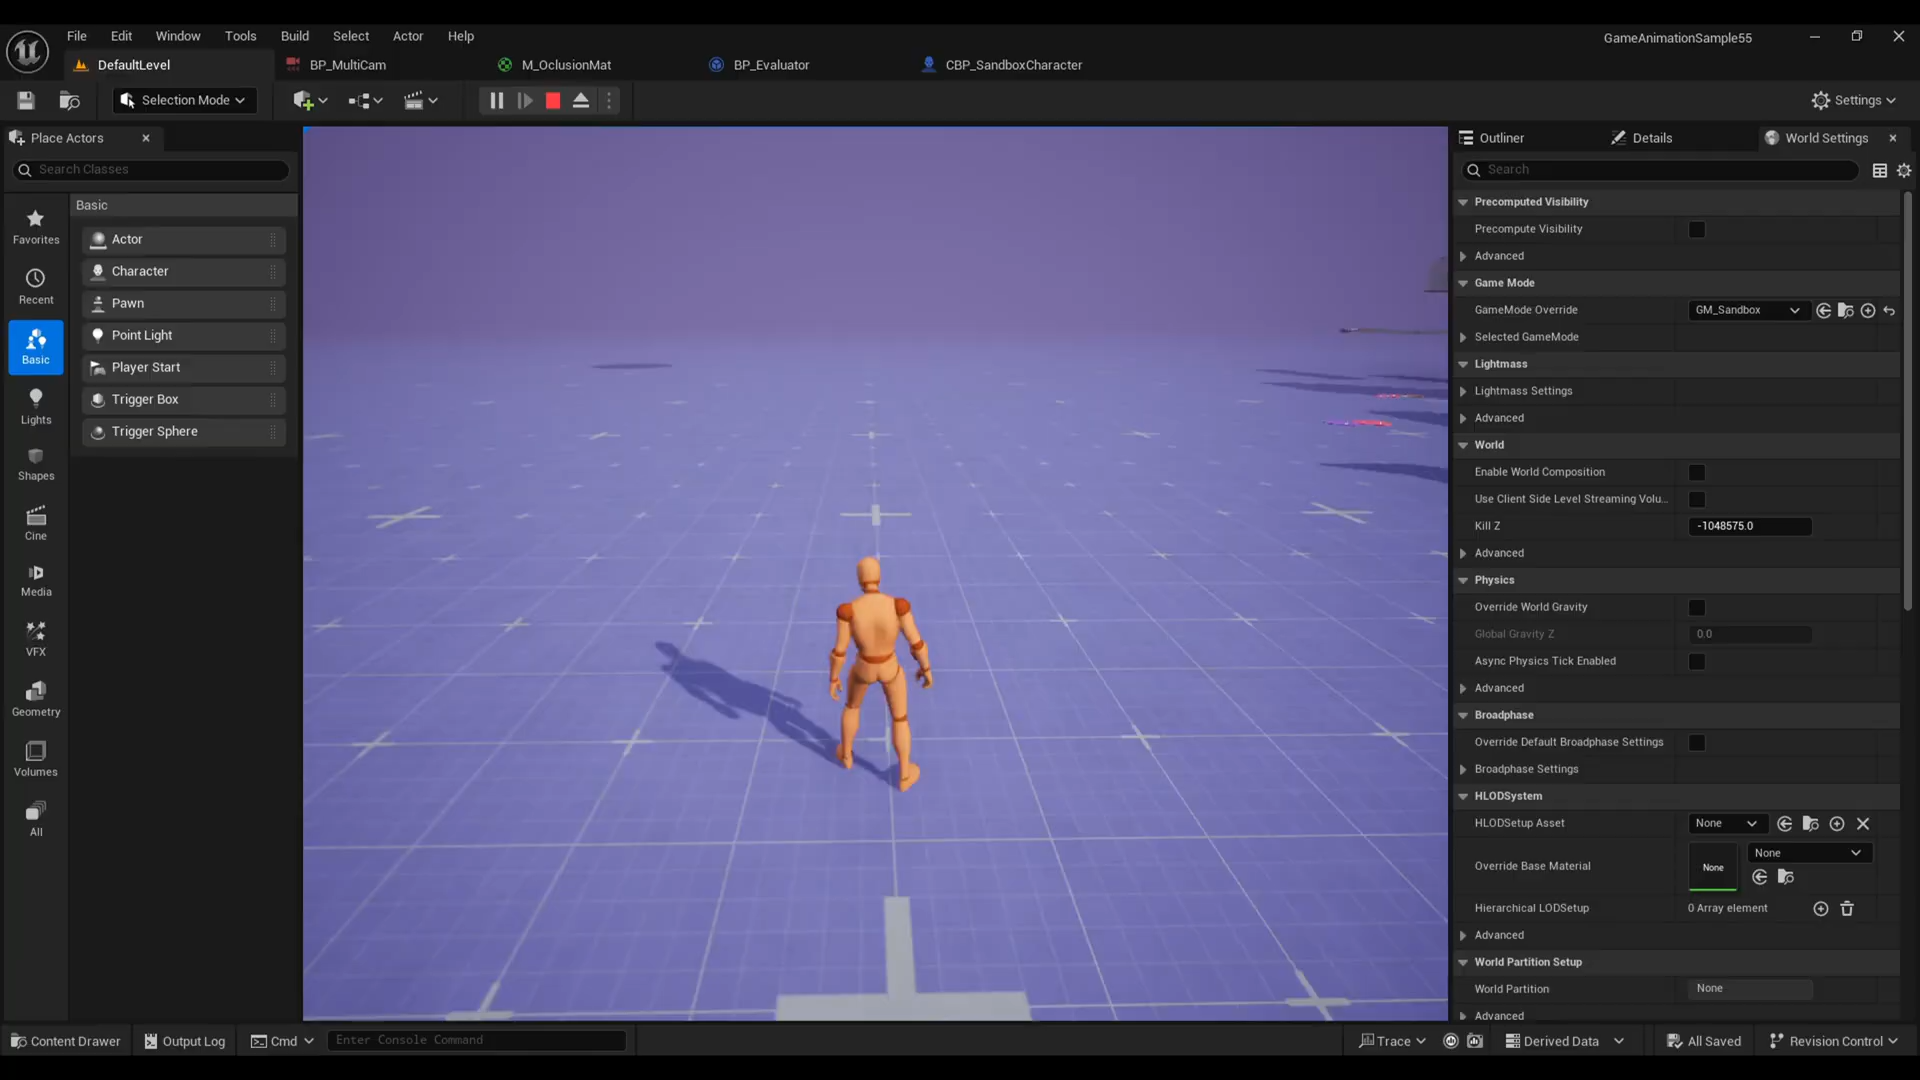 File Edit Window Tools Build Select Actor Help
GameAnimationSample55
DefaultLevel
BP_MultiCam
M_OclusionMat
BP_Evaluator
CBP_SandboxCharacter
Selection Mode
Settings
Place Actors
Search Classes
Favorites
Recent
Basic
Lights
Shapes
Cine
Media
VFX
Geometry
Volumes
All
Basic
Actor
Character
Pawn
Point Light
Player Start
Trigger Box
Trigger Sphere
Outliner
Details
World Settings
Search
Precomputed Visibility
Precompute Visibility
Advanced
Game Mode
GameMode Override GM_Sandbox
Selected GameMode
Lightmass
Lightmass Settings
Advanced
World
Enable World Composition
Use Client Side Level Streaming Volu...
Kill Z -1048575.0
Advanced
Physics
Override World Gravity
Global Gravity Z 0.0
Async Physics Tick Enabled
Advanced
Broadphase
Override Default Broadphase Settings
Broadphase Settings
HLODSystem
HLODSetup Asset None
Override Base Material None None
Hierarchical LODSetup 0 Array element
Advanced
World Partition Setup
World Partition None
Advanced
Content Drawer
Output Log
Cmd
Enter Console Command
Trace
Derived Data
All Saved
Revision Control